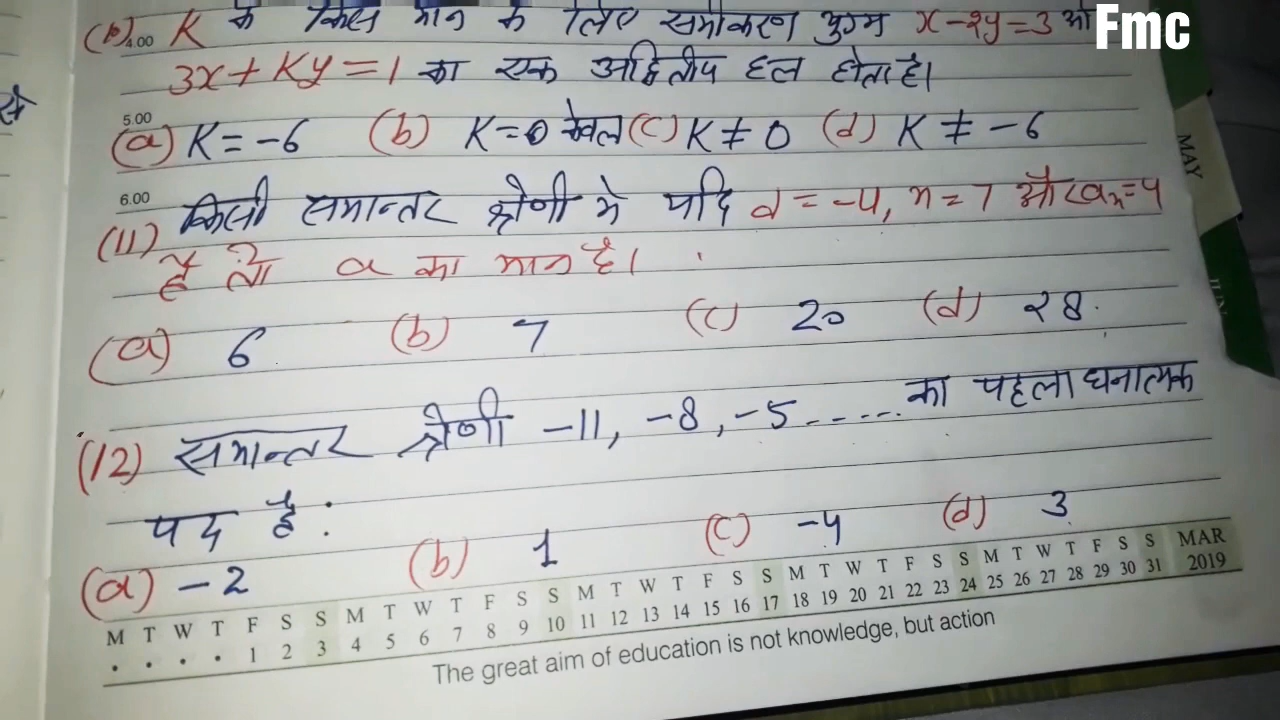 Fmc
4.00 K के किस मान के लिए समीकरण युग्म x-2y=3 औ
3x+Ky=1 का एक अद्वितीय हल होता है।
5.00
(a) K=-6 (b) K=0 केवल (c) K≠0 (d) K≠-6
6.00
(11) किसी समान्तर श्रेणी मे यदि d=-4, n=7 और an=4
है तो a का मान है।
(a) 6 (b) 7 (c) 20 (d) 28.
(12) समान्तर श्रेणी -11, -8, -5..... का पहला धनात्मक
पद है:
(a) -2 (b) 1 (c) -4 (d) 3
M T W T F S S M T W T F S S M T W T F S S M T W T F S S M T W T F S S MAR
• • • • 1 2 3 4 5 6 7 8 9 10 11 12 13 14 15 16 17 18 19 20 21 22 23 24 25 26 27 28 29 30 31 2019
The great aim of education is not knowledge, but action
MAY